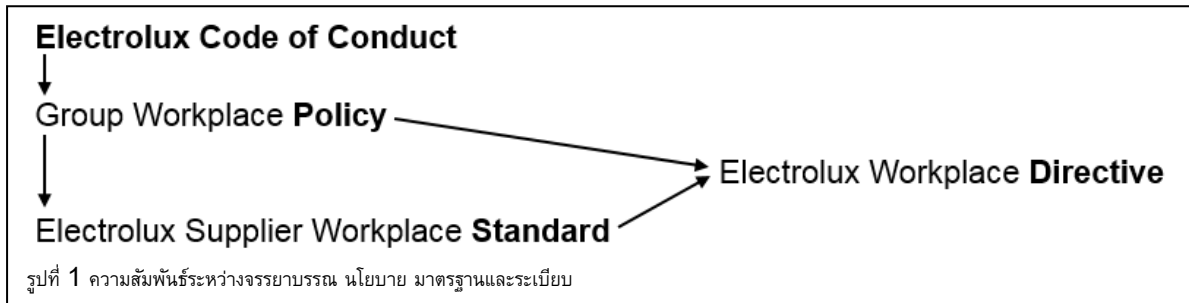 Electrolux Code of Conduct
Group Workplace Policy
Electrolux Workplace Directive
Electrolux Supplier Workplace Standard
รูปที่ 1 ความสัมพันธ์ระหว่างจรรยาบรรณ นโยบาย มาตรฐานและระเบียบ